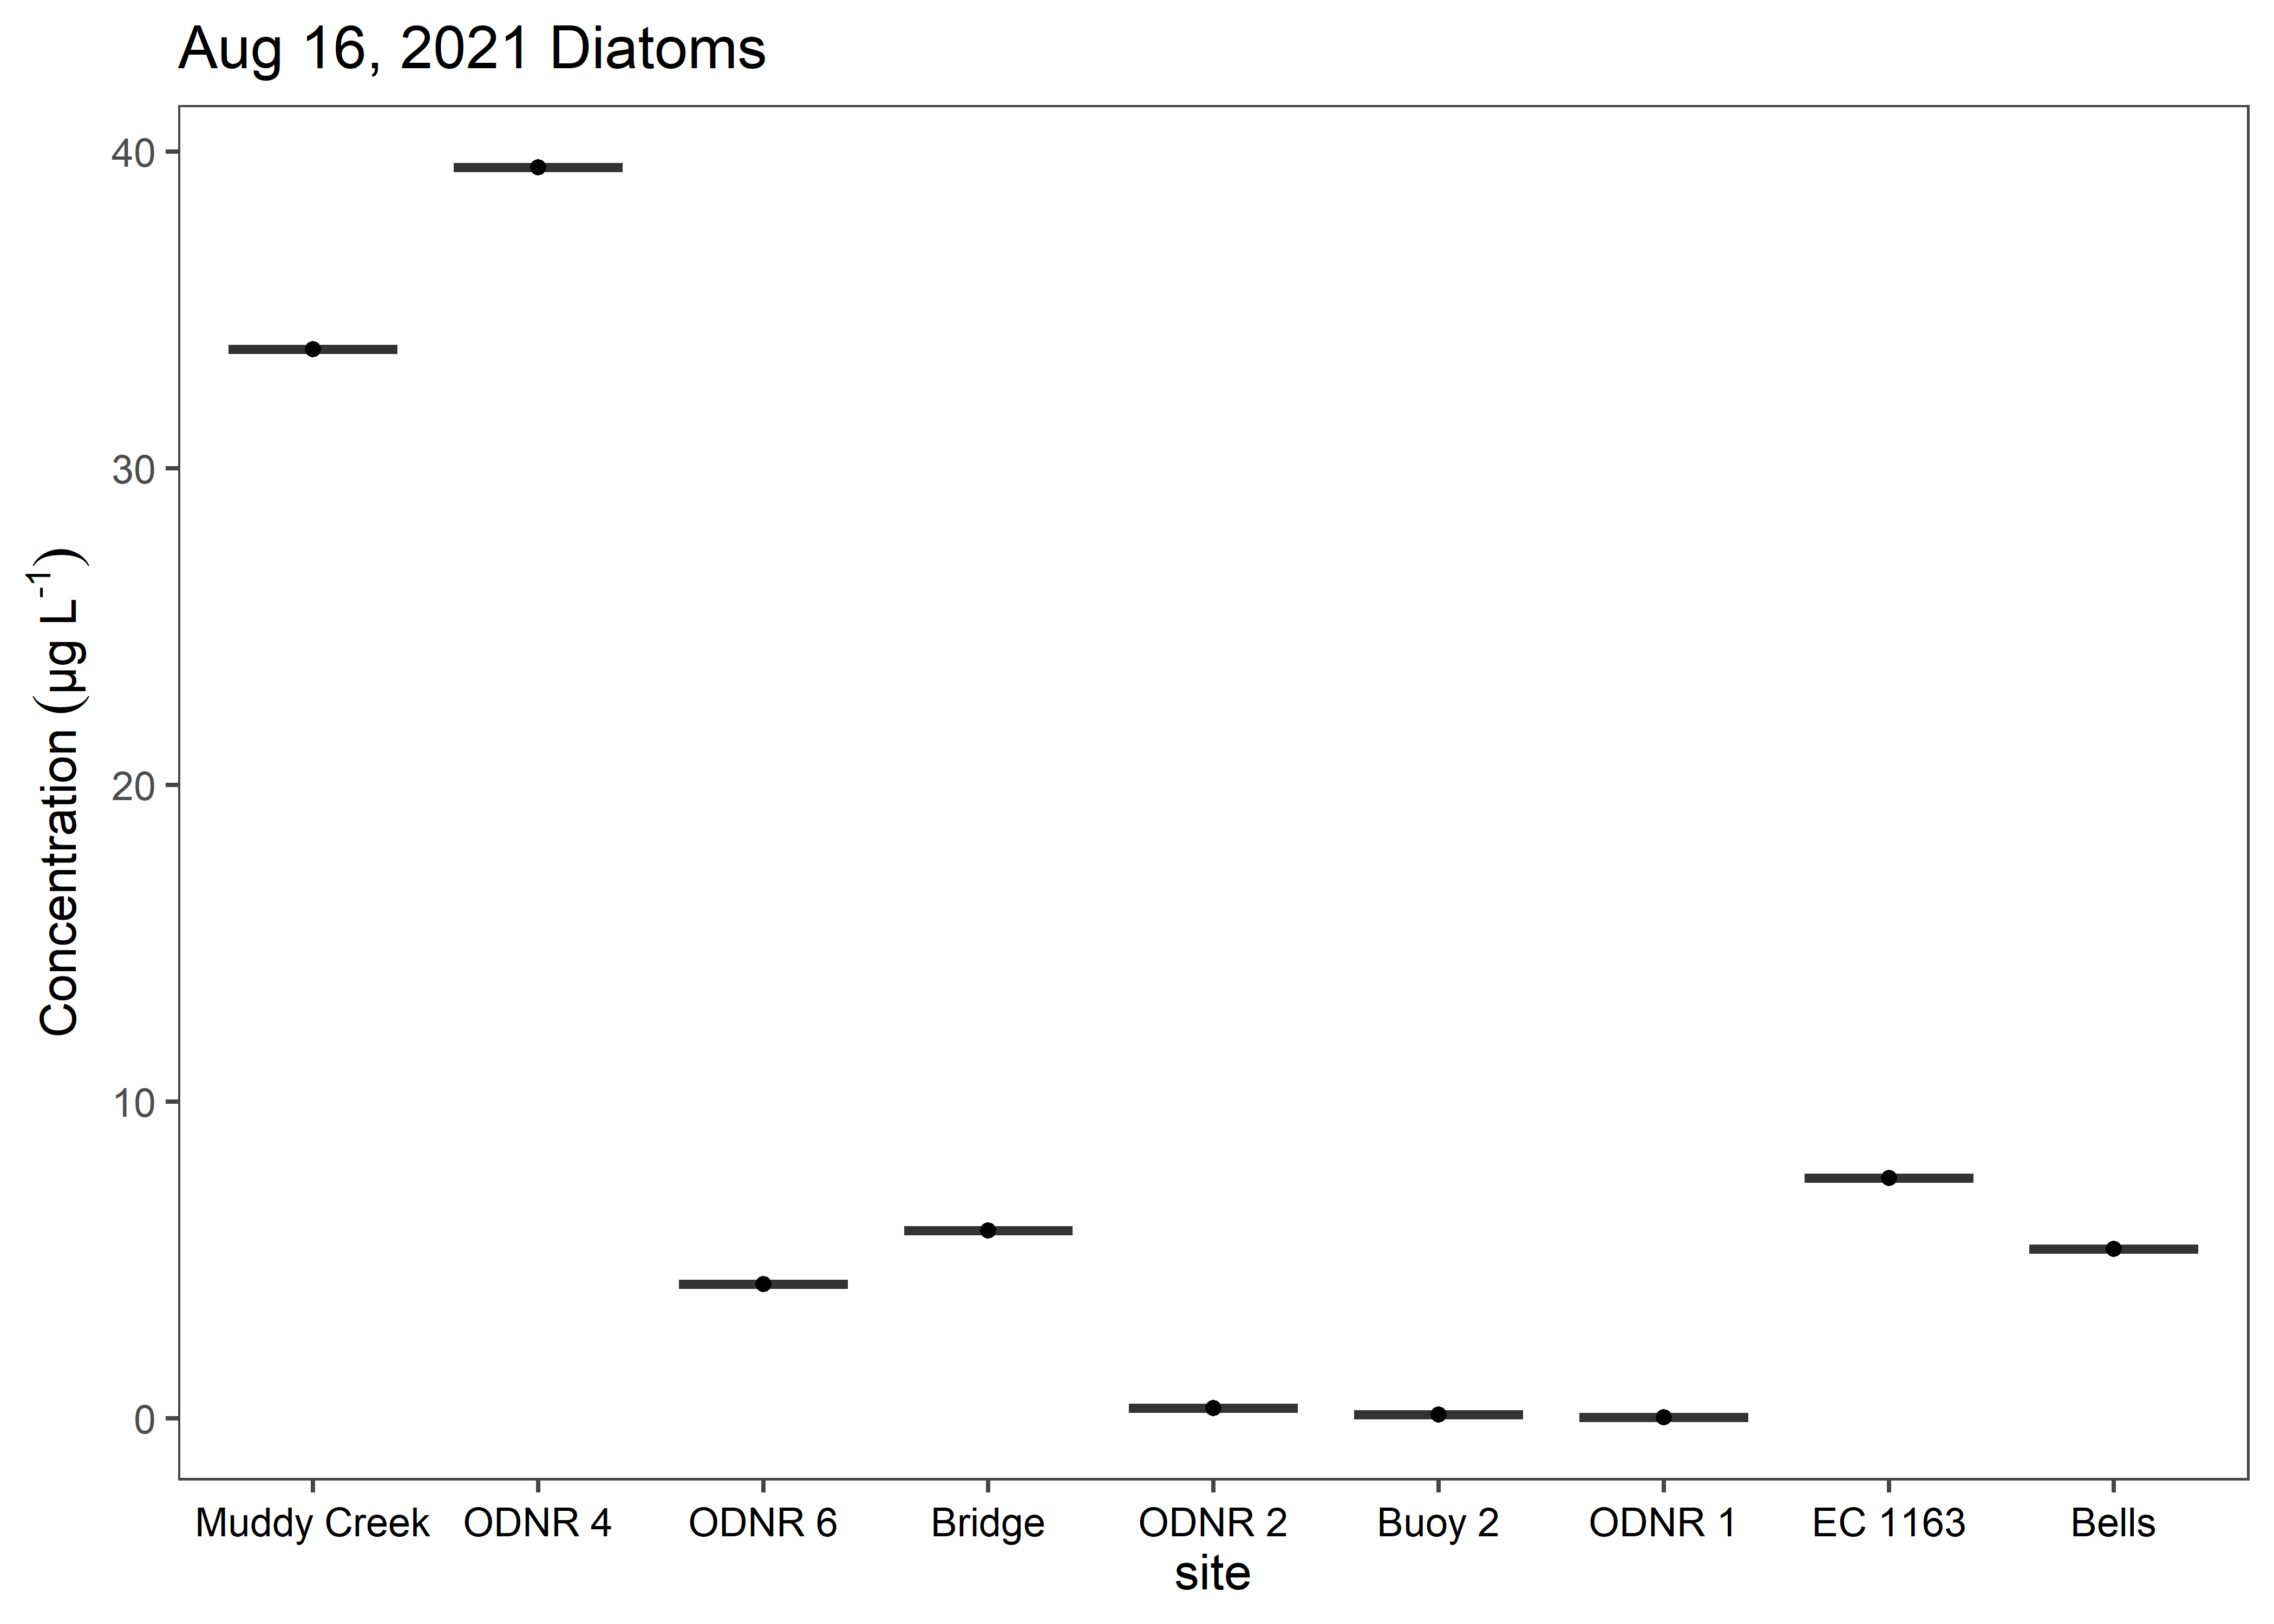 Aug 16, 2021 Diatoms
Concentration (µg L⁻¹)
40
30
20
10
0
Muddy Creek ODNR 4 ODNR 6 Bridge ODNR 2 Buoy 2 ODNR 1 EC 1163 Bells
site